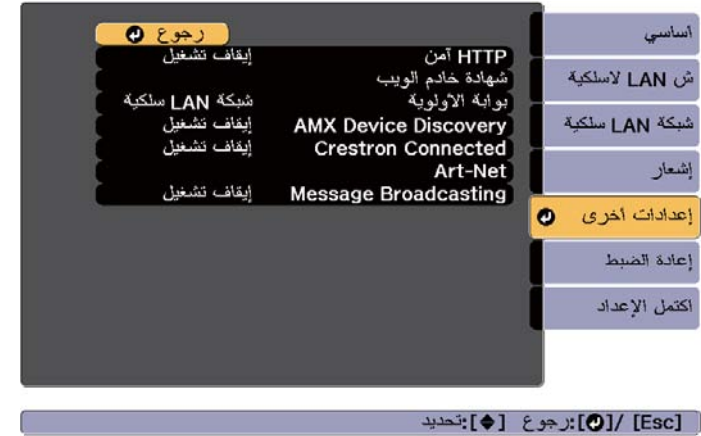 أساسي
ش LAN لاسلكية
شبكة LAN سلكية
إشعار
إعدادات أخرى
إعادة الضبط
اكتمل الإعداد
رجوع
HTTP آمن إيقاف تشغيل
شهادة خادم الويب
بوابة الأولوية شبكة LAN سلكية
AMX Device Discovery إيقاف تشغيل
Crestron Connected إيقاف تشغيل
Art-Net
Message Broadcasting إيقاف تشغيل
[Esc] /[↵]:رجوع [◆]:تحديد